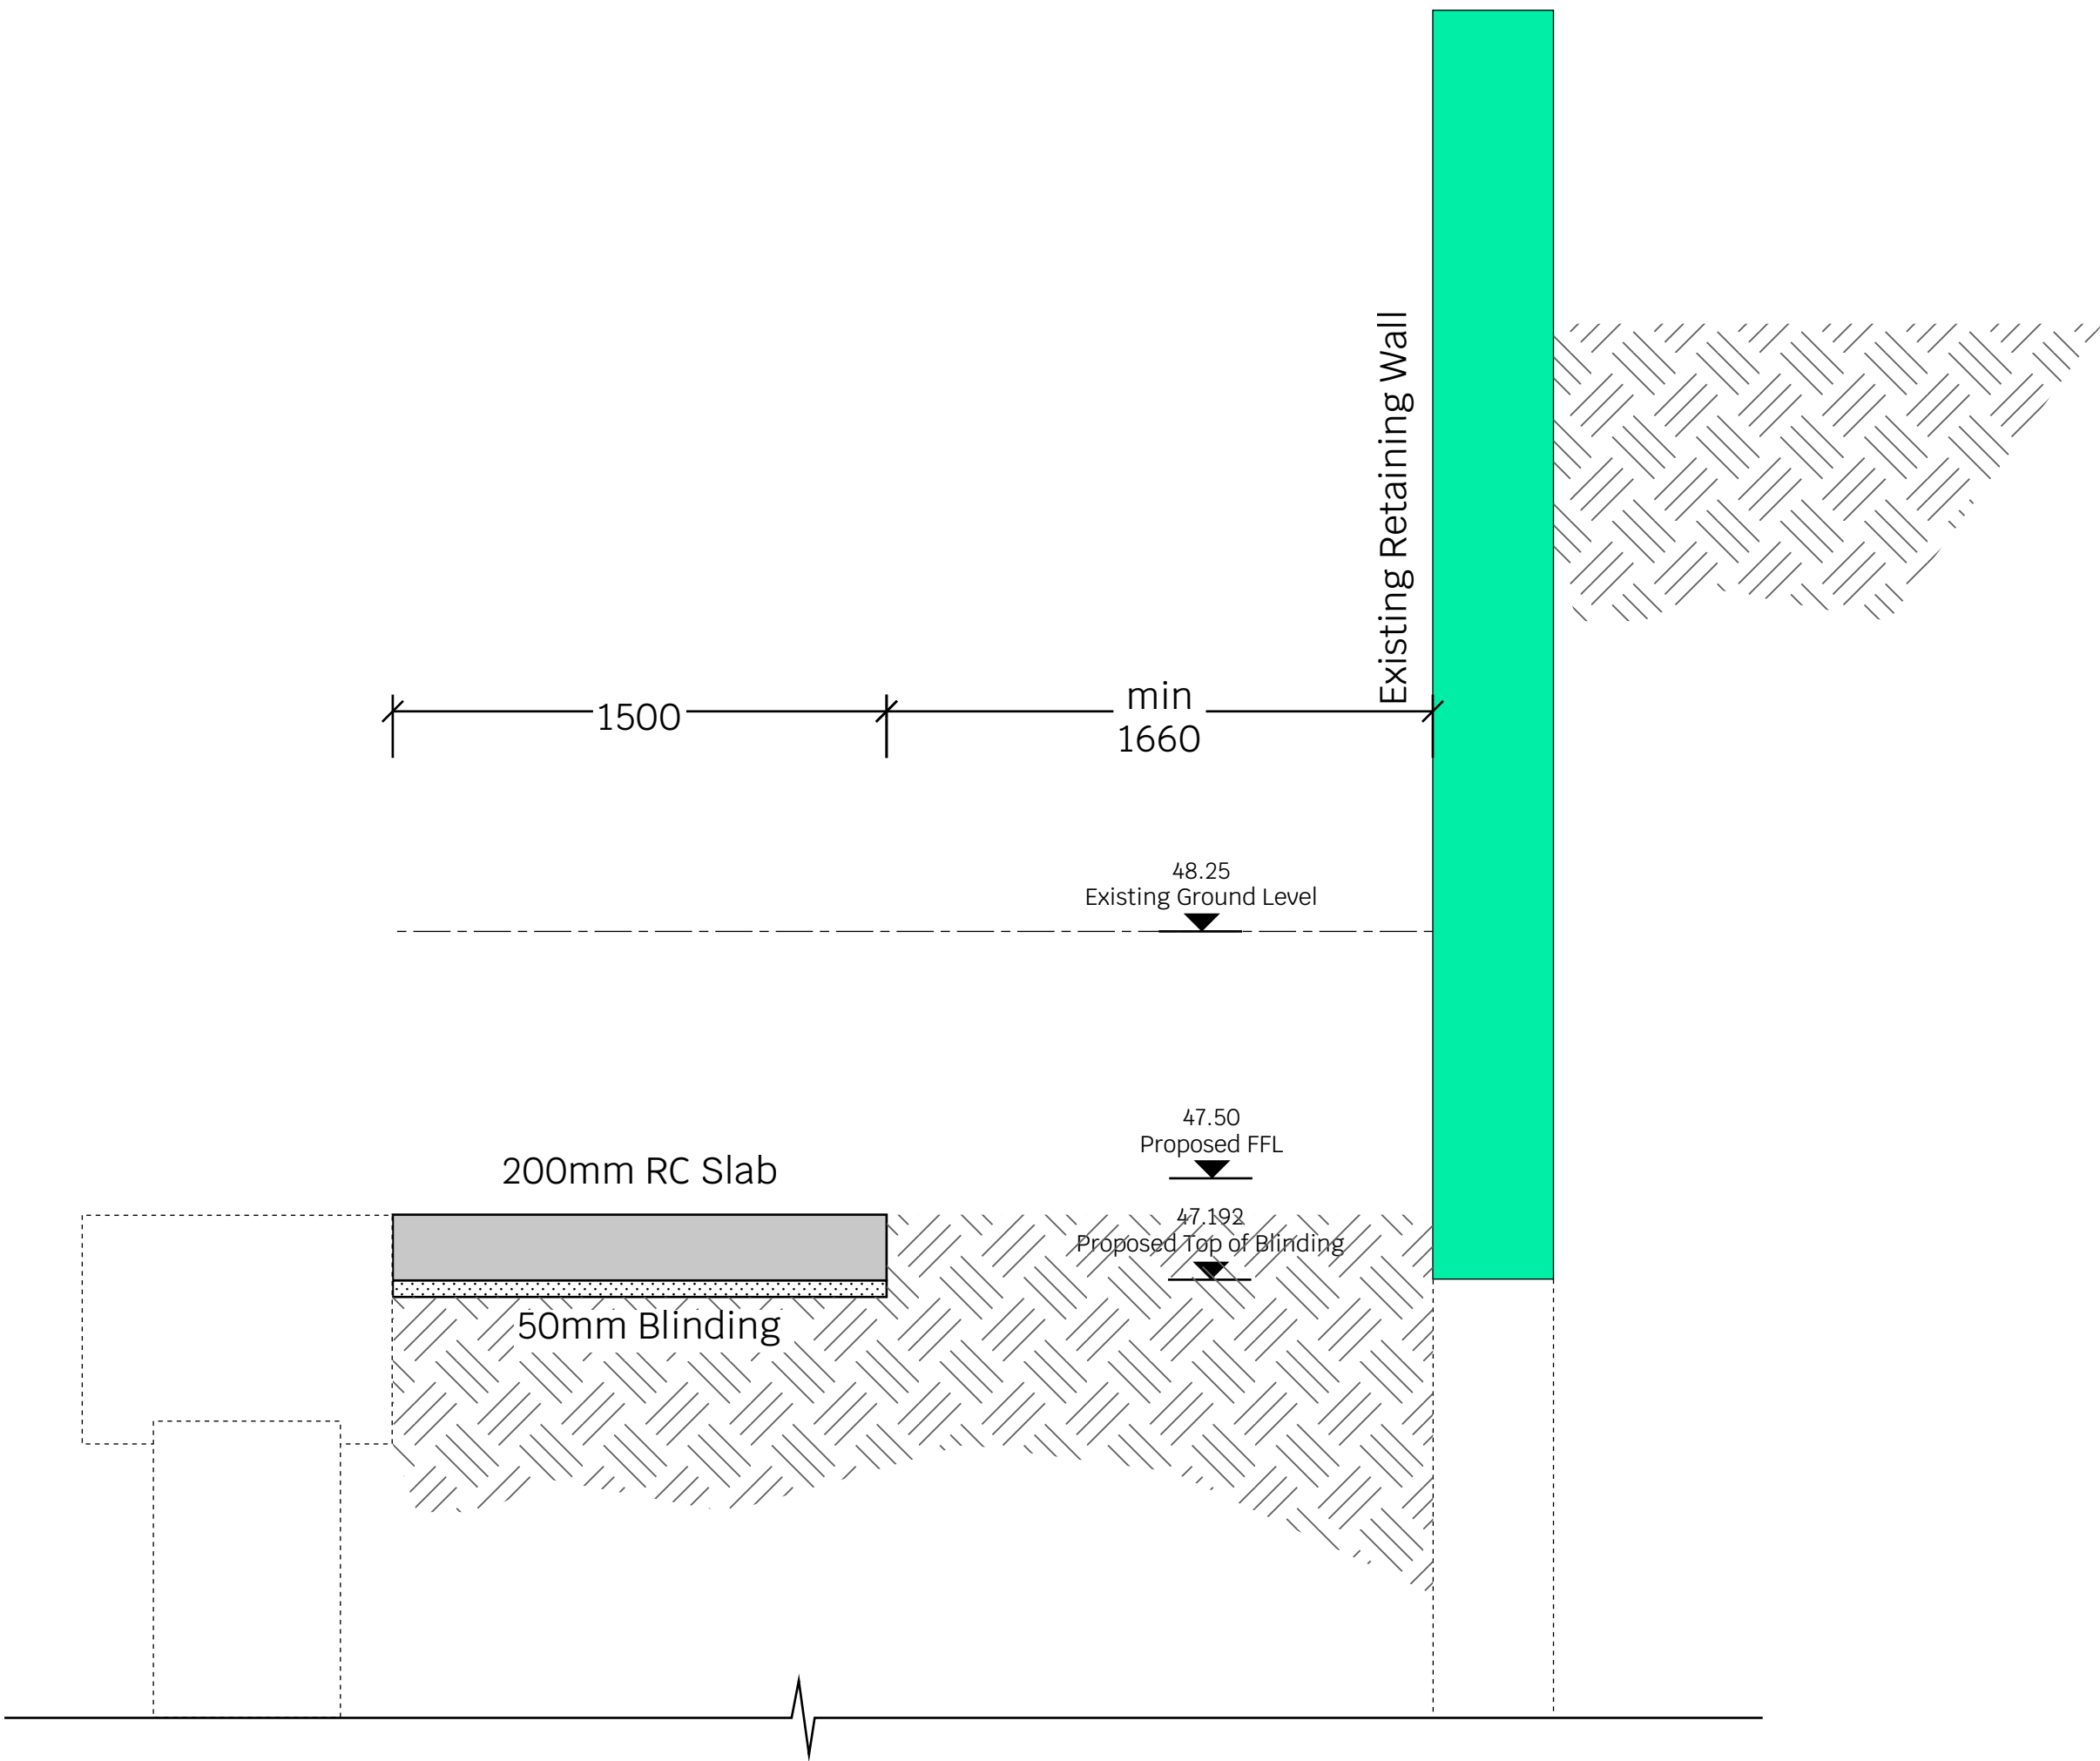 Existing Retaining Wall
min
1500
1660
48.25
Existing Ground Level
47.50
Proposed FFL
200mm RC Slab
47.192
Proposed Top of Blinding
50mm Blinding